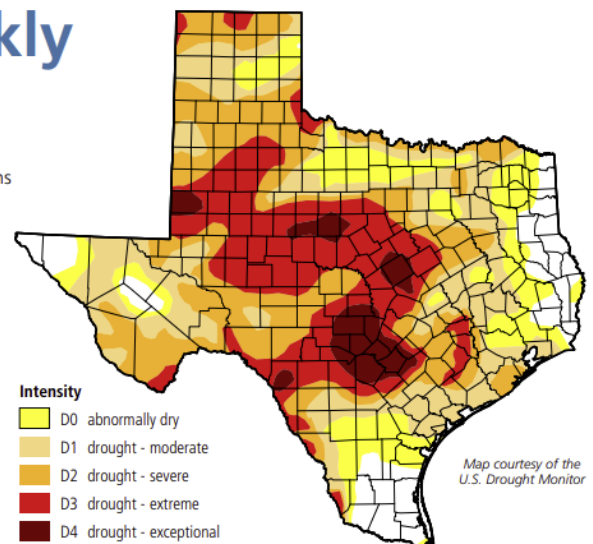 kly
ns
Intensity
D0 abnormally dry
D1 drought - moderate
D2 drought - severe
D3 drought - extreme
D4 drought - exceptional
Map courtesy of the
U.S. Drought Monitor